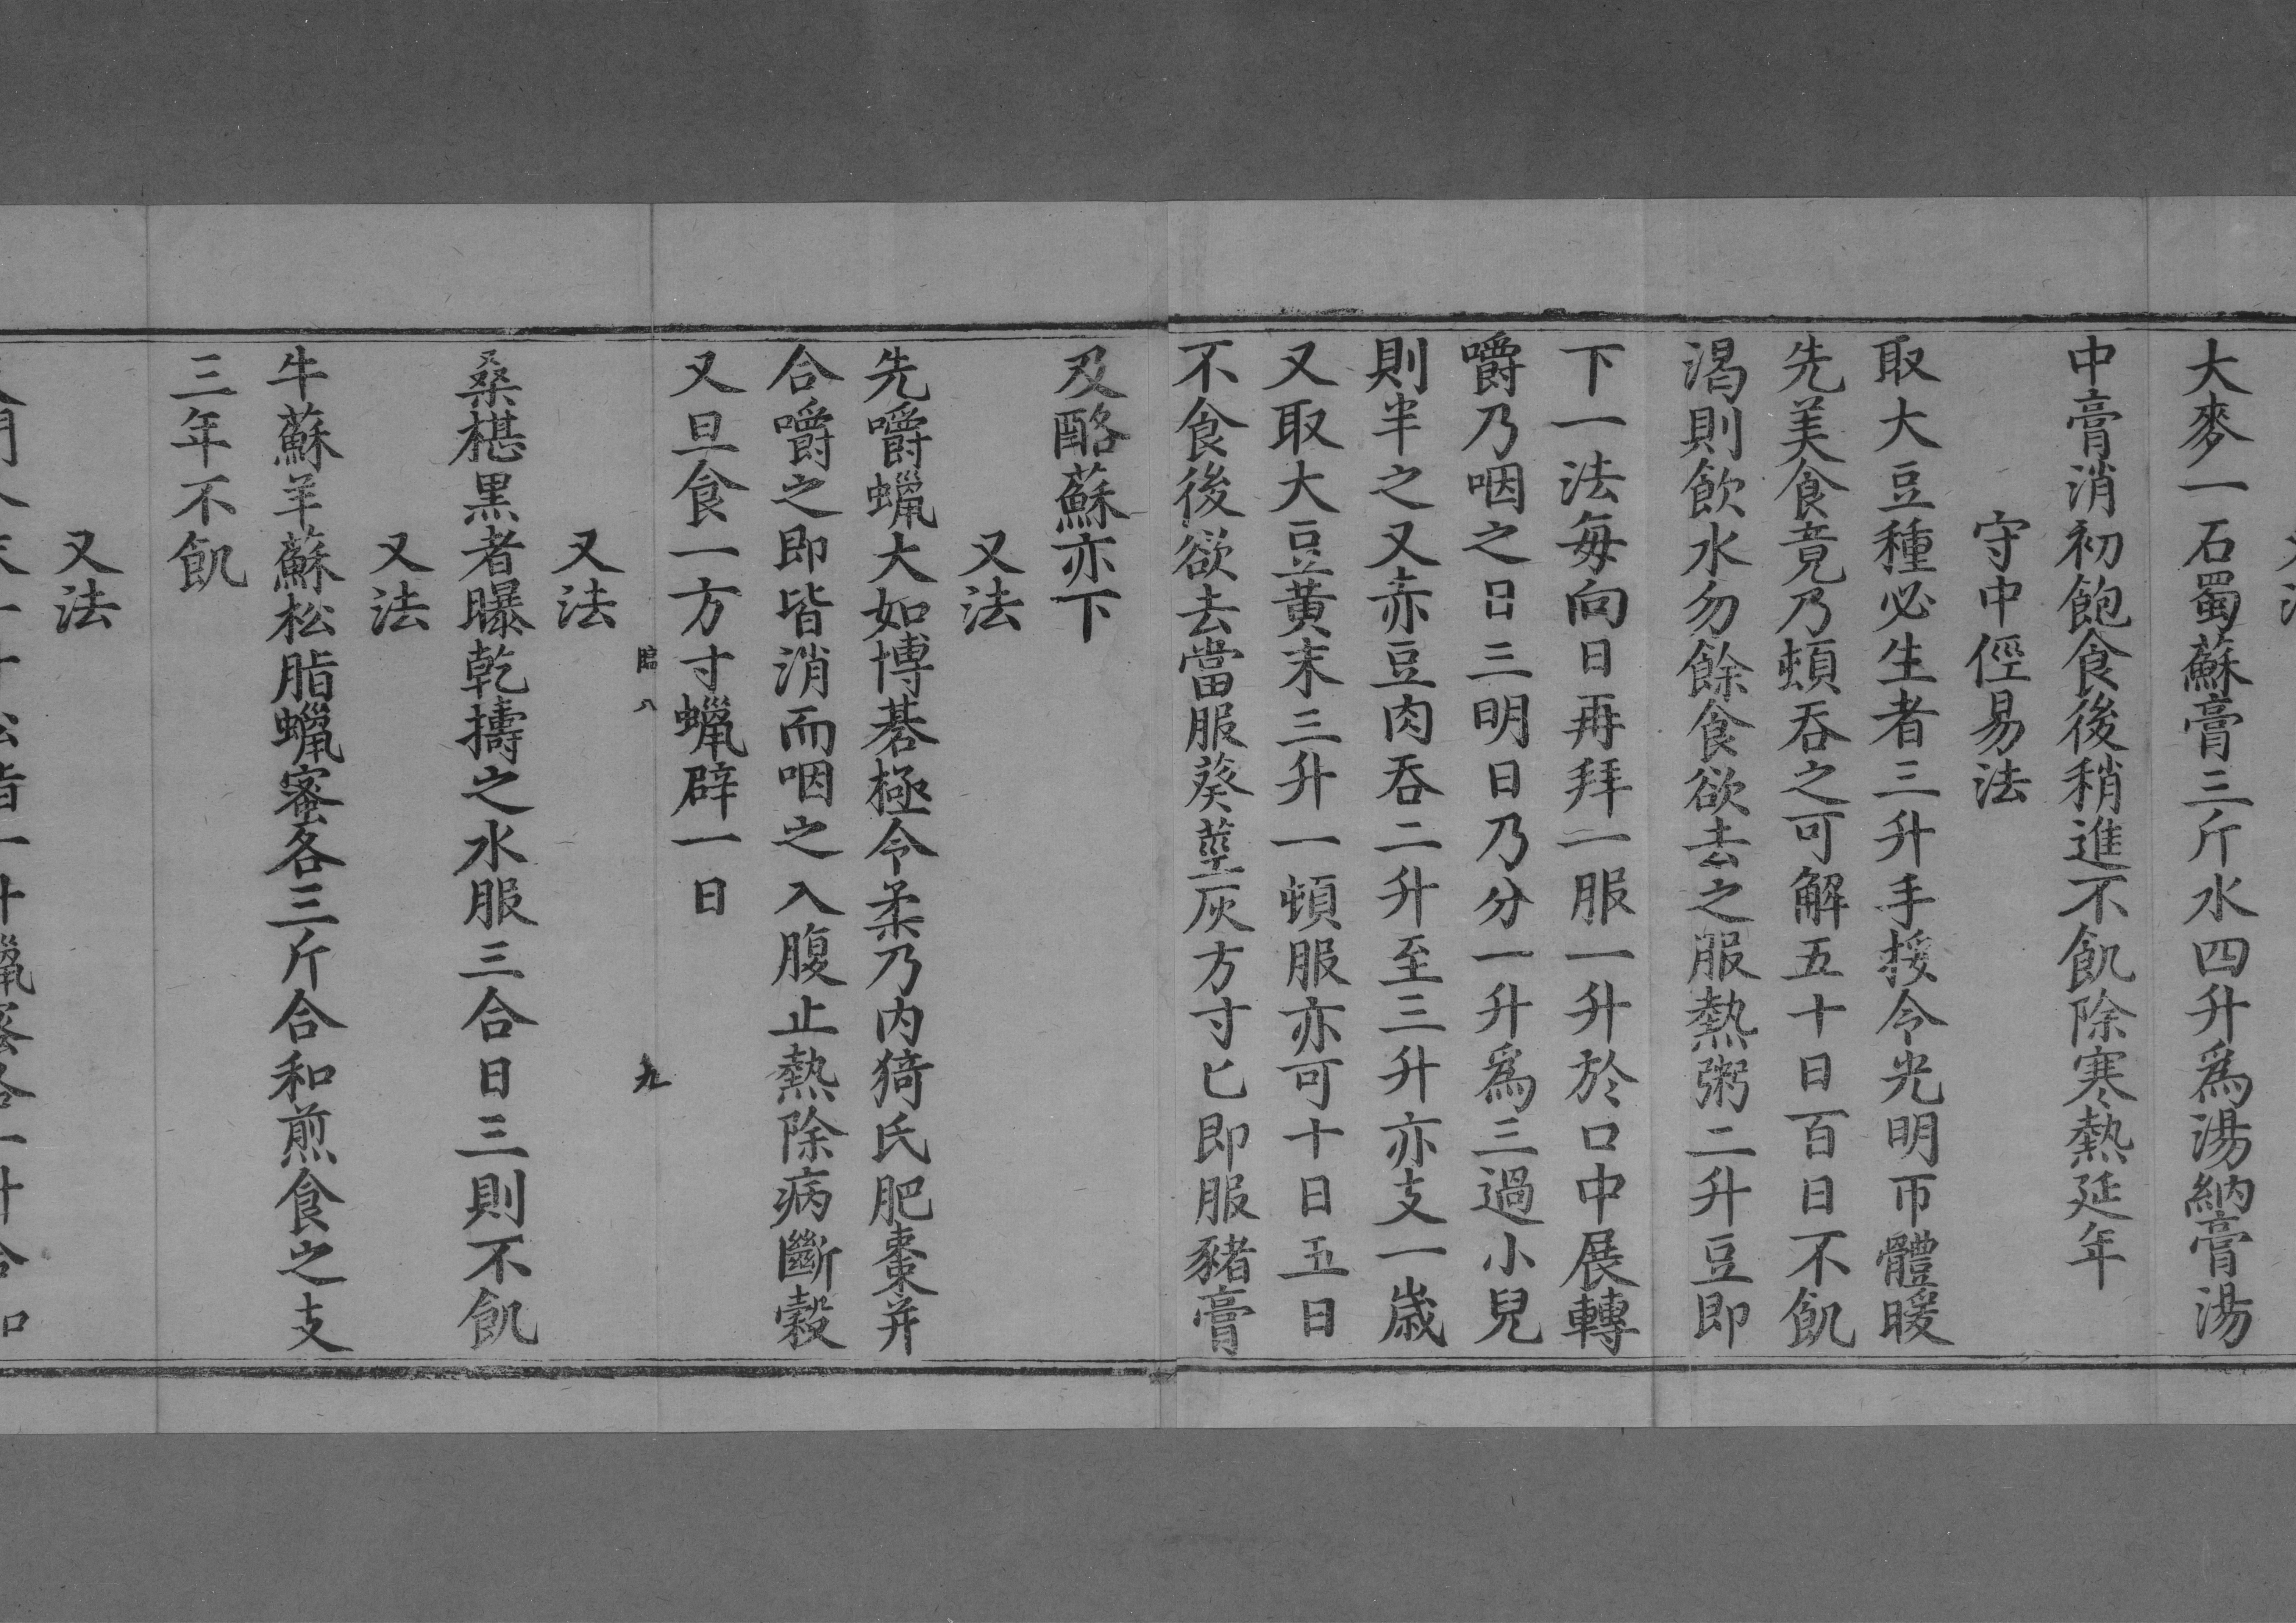 大麥一石蜀蘇膏三斤水四升爲湯納膏湯
中膏消初飽食後稍進不飢除寒熱延年
守中徑易法
取大豆種必生者三升手挼令光明帀體暖
先美食竟乃頓吞之可解五十日百日不飢
渴則飲水勿餘食欲去之服熱粥二升豆即
下一法每向日再拜一服一升於口中展轉
嚼乃咽之日三明日乃分一升爲三過小兒
則半之又赤豆肉吞二升至三升亦支一歲
又取大豆黃末三升一頓服亦可十日五日
不食後欲去當服葵莖灰方寸匕即服豬膏
及酪蘇亦下
又法
先嚼蠟大如博碁極令柔乃内猗氏肥棗并
合嚼之即皆消而咽之入腹止熱除病斷穀
又旦食一方寸蠟辟一日
臨八 九
又法
桑椹黑者曝乾擣之水服三合日三則不飢
又法
牛蘇羊蘇松脂蠟蜜各三斤合和煎食之支
三年不飢
又法